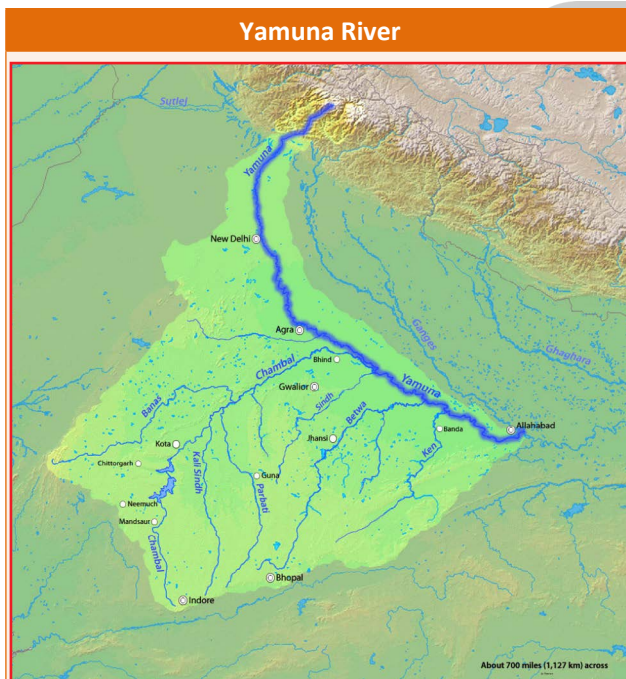 Yamuna River
Sutlej
Yamuna
New Delhi
Agra
Ganges
Ghaghara
Bhind
Chambal
Yamuna
Gwalior
Sindh
Banas
Betwa
Allahabad
Banda
Jhansi
Kota
Ken
Chittorgarh
Kali Sindh
Guna
Parbati
Neemuch
Mandsaur
Chambal
Bhopal
Indore
About 700 miles (1,127 km) across